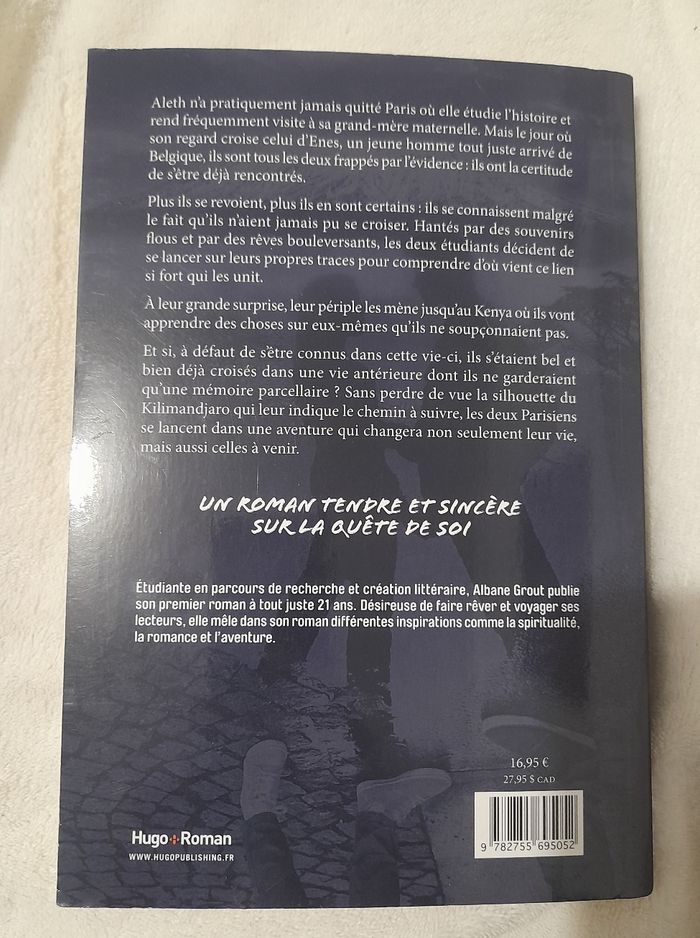 Aleth n'a pratiquement jamais quitté Paris où elle étudie l'histoire et
rend fréquemment visite à sa grand-mère maternelle. Mais le jour où
son regard croise celui d'Enes, un jeune homme tout juste arrivé de
Belgique, ils sont tous les deux frappés par l'évidence : ils ont la certitude
de s'être déjà rencontrés.
Plus ils se revoient, plus ils en sont certains : ils se connaissent malgré
le fait qu'ils n'aient jamais pu se croiser. Hantés par des souvenirs
flous et par des rêves bouleversants, les deux étudiants décident de
se lancer sur leurs propres traces pour comprendre d'où vient ce lien
si fort qui les unit.
À leur grande surprise, leur périple les mène jusqu'au Kenya où ils vont
apprendre des choses sur eux-mêmes qu'ils ne soupçonnaient pas.
Et si, à défaut de s'être connus dans cette vie-ci, ils s'étaient bel et
bien déjà croisés dans une vie antérieure dont ils ne garderaient
qu'une mémoire parcellaire ? Sans perdre de vue la silhouette du
Kilimandjaro qui leur indique le chemin à suivre, les deux Parisiens
se lancent dans une aventure qui changera non seulement leur vie,
mais aussi celles à venir.
UN ROMAN TENDRE ET SINCÈRE
SUR LA QUÊTE DE SOI
Étudiante en parcours de recherche et création littéraire, Albane Grout publie
son premier roman à tout juste 21 ans. Désireuse de faire rêver et voyager ses
lecteurs, elle mêle dans son roman différentes inspirations comme la spiritualité,
la romance et l'aventure.
16,95 €
27,95 $ CAD
Hugo+Roman
WWW.HUGOPUBLISHING.FR
9 782755 695052